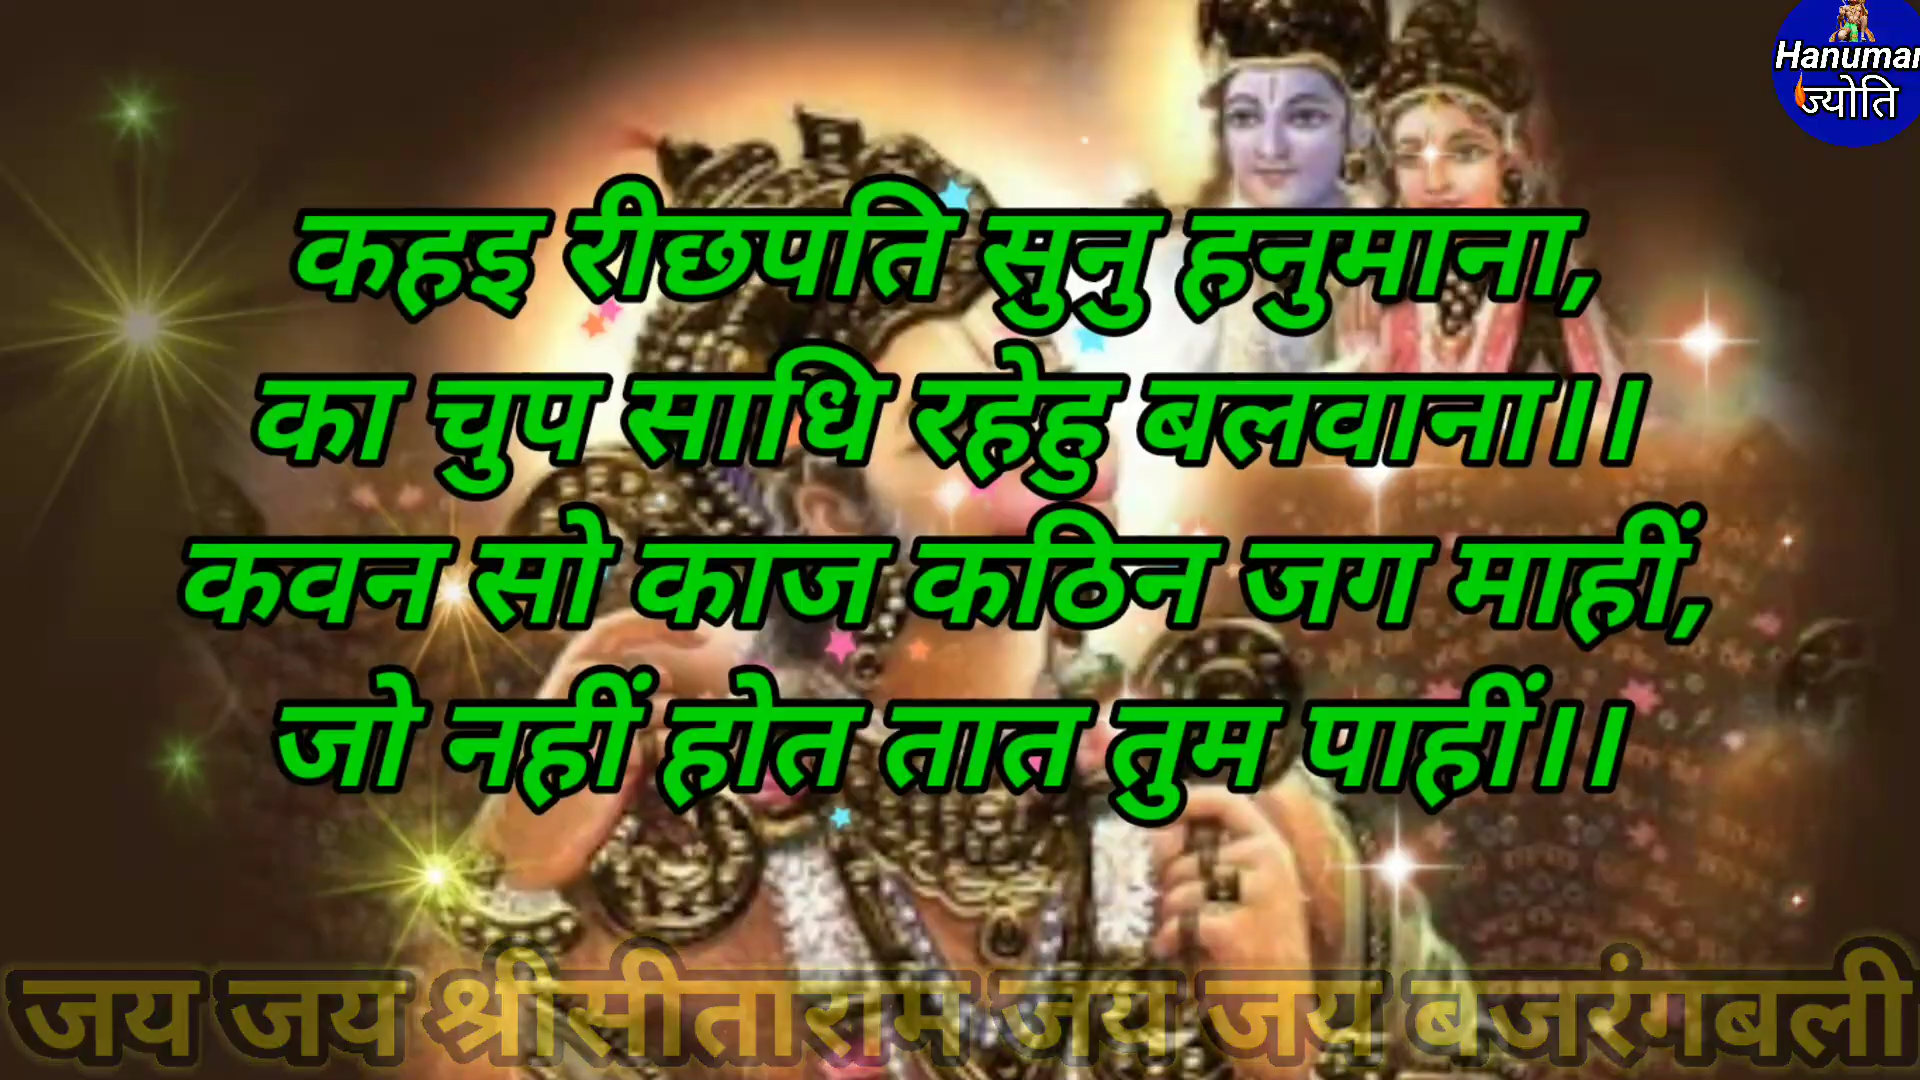 Hanuman
ज्योति
कहइ रीछपति सुनु हनुमाना,
का चुप साधि रहेहु बलवाना।।
कवन सो काज कठिन जग माहीं,
जो नहीं होत तात तुम पाहीं।।
जय जय श्रीसीताराम जय जय बजरंगबली